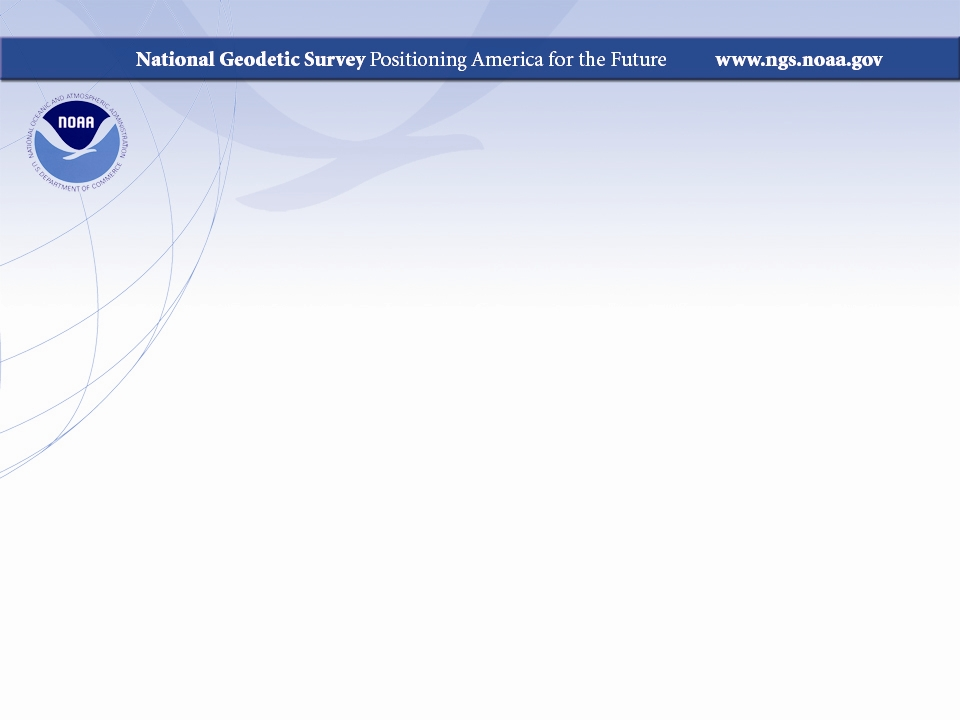 National Geodetic Survey Positioning America for the Future www.ngs.noaa.gov
NATIONAL OCEANIC AND ATMOSPHERIC ADMINISTRATION
NOAA
U.S. DEPARTMENT OF COMMERCE